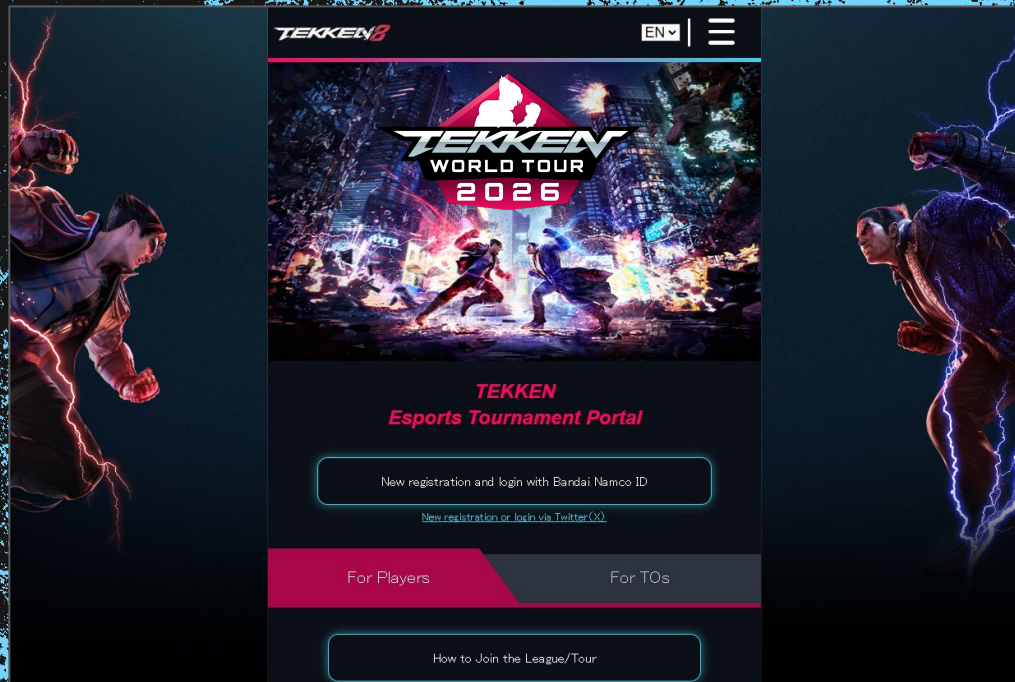 TEKKEN8
EN
TEKKEN
WORLD TOUR
2026
TEKKEN
Esports Tournament Portal
New registration and login with Bandai Namco ID
New registration or login via Twitter(X)
For Players
For TOs
How to Join the League/Tour